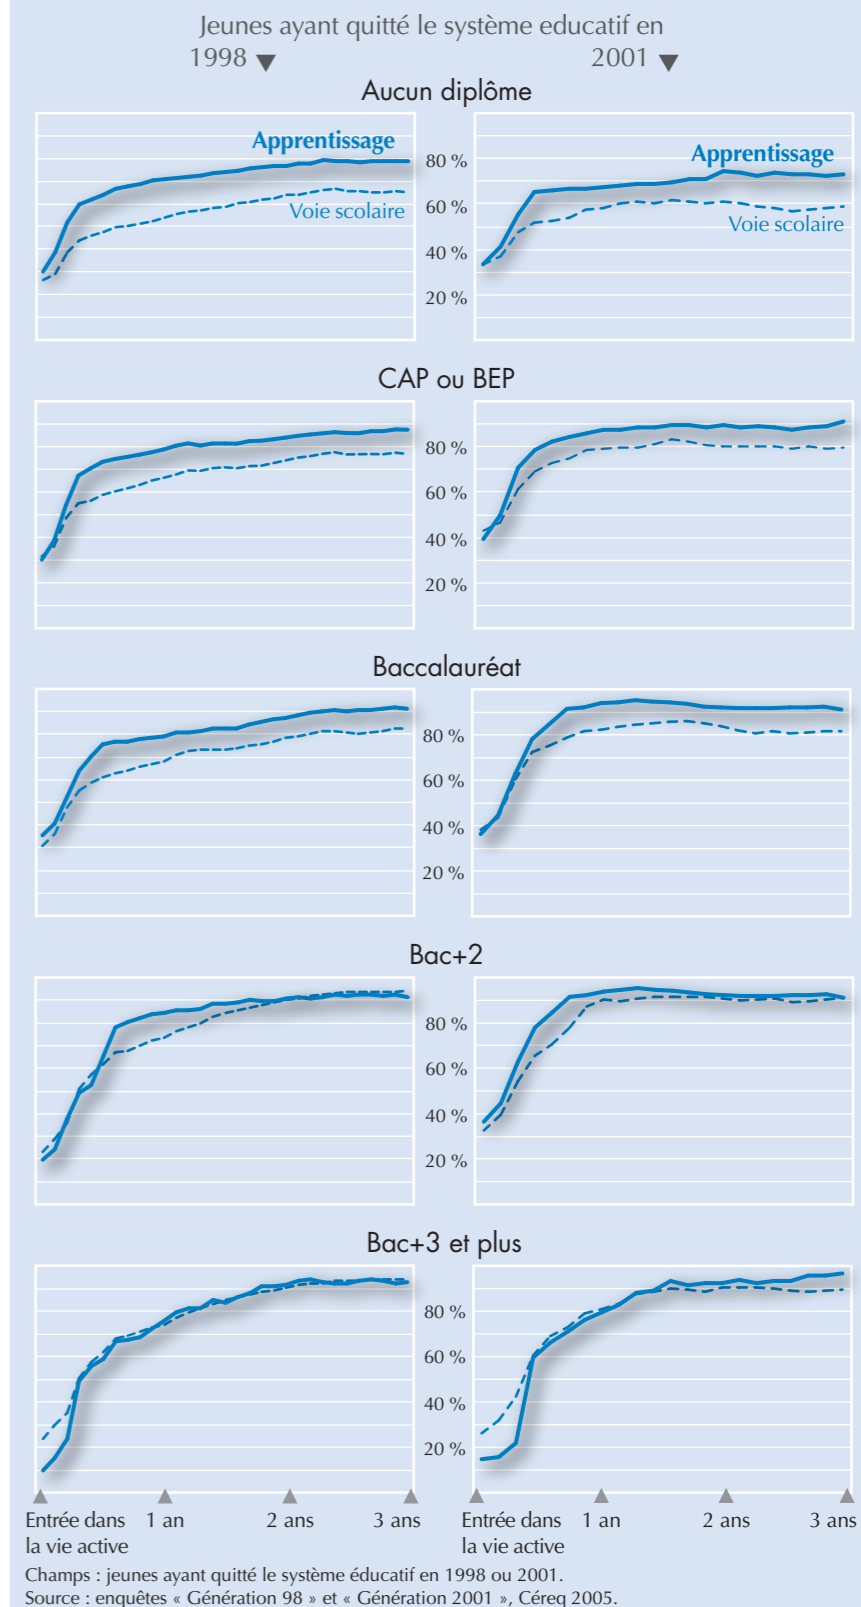 Jeunes ayant quitté le système educatif en
1998 ▼ 2001 ▼
Aucun diplôme
Apprentissage
Voie scolaire
80 %
60 %
40 %
20 %
Apprentissage
Voie scolaire
CAP ou BEP
80 %
60 %
40 %
20 %
Baccalauréat
80 %
60 %
40 %
20 %
Bac+2
80 %
60 %
40 %
20 %
Bac+3 et plus
80 %
60 %
40 %
20 %
Entrée dans 1 an 2 ans 3 ans Entrée dans 1 an 2 ans 3 ans
la vie active la vie active
Champs : jeunes ayant quitté le système éducatif en 1998 ou 2001.
Source : enquêtes « Génération 98 » et « Génération 2001 », Céreq 2005.